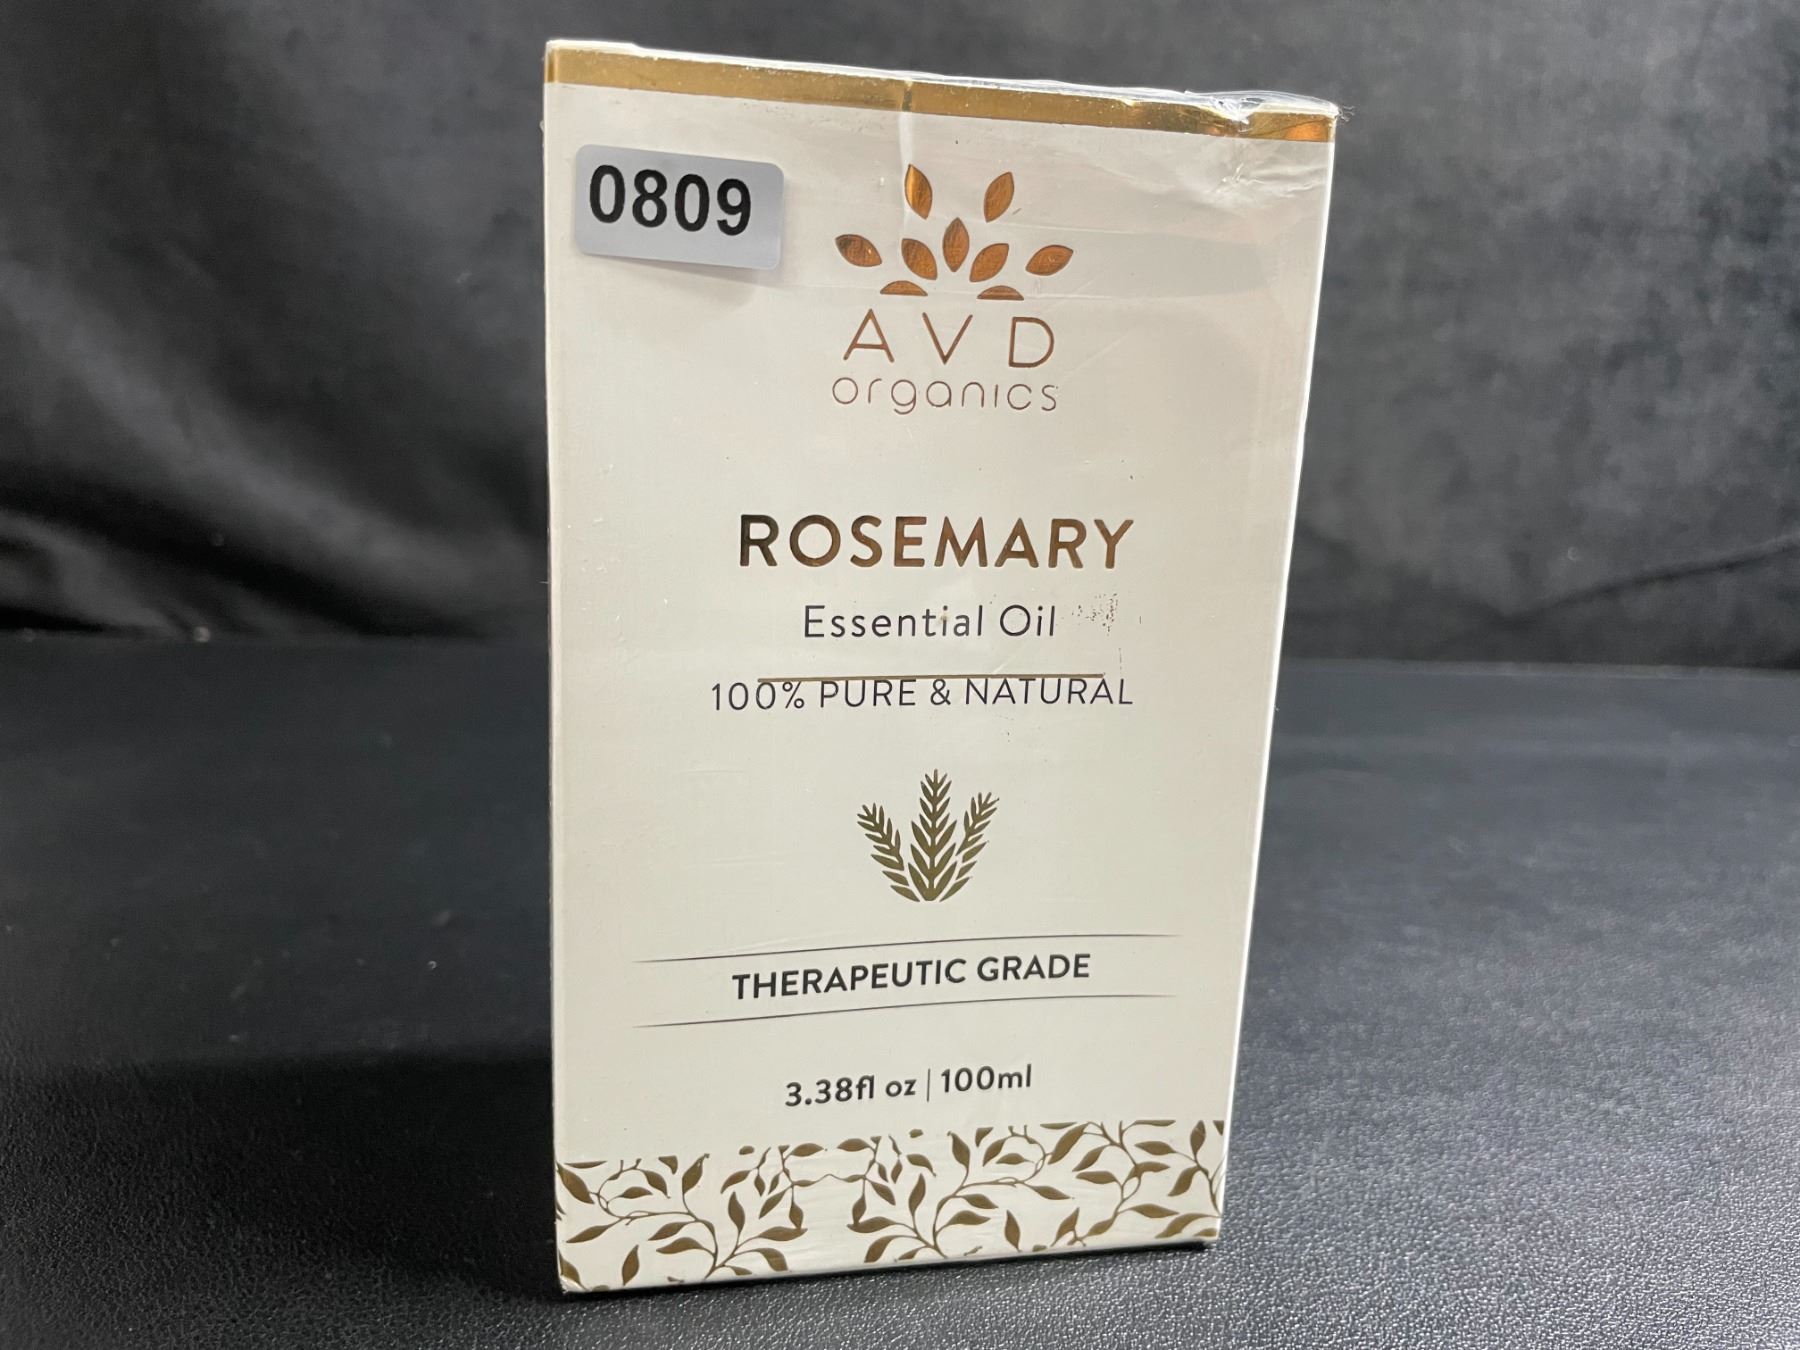 0809
AVD
organics
ROSEMARY
Essential Oil
100% PURE & NATURAL
THERAPEUTIC GRADE
3.38fl oz | 100ml